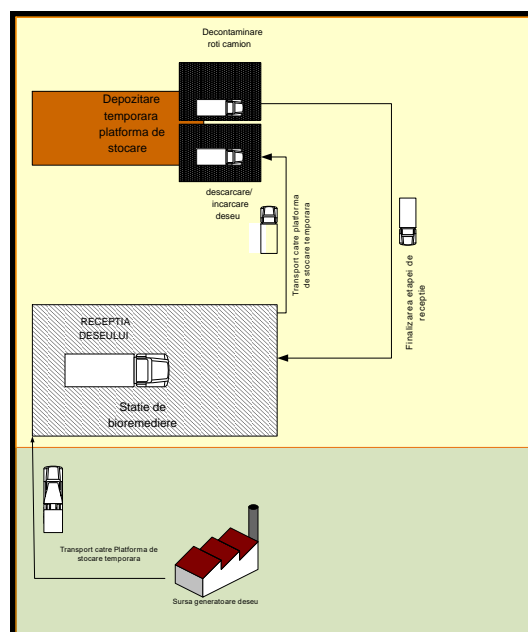 Decontaminare
roti camion
Depozitare
temporara
platforma de
stocare
descarcare/
incarcare
deseu
Transport catre platforma
de stocare temporara
Finalizarea etapei de
receptie
RECEPTIA
DESEULUI
Statie de
bioremediere
Transport catre Platforma de
stocare temporara
Sursa generatoare deseu